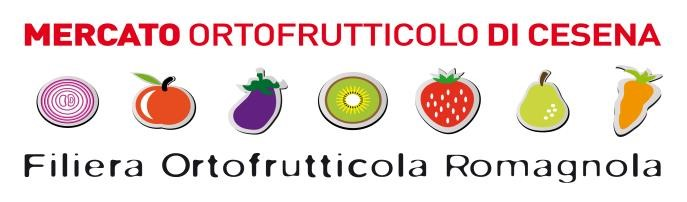 MERCATO ORTOFRUTTICOLO DI CESENA
Filiera Ortofrutticola Romagnola